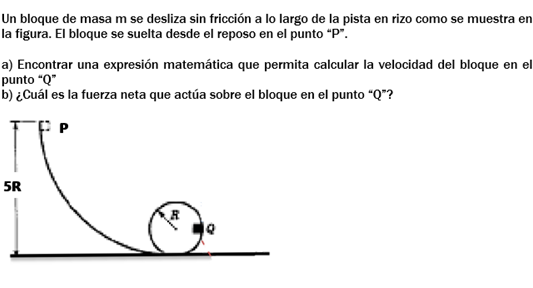 Un bloque de masa m se desliza sin fricción a lo largo de la pista en rizo como se muestra en
la figura. El bloque se suelta desde el reposo en el punto “P”.
a) Encontrar una expresión matemática que permita calcular la velocidad del bloque en el
punto “Q”
b) ¿Cuál es la fuerza neta que actúa sobre el bloque en el punto “Q”?
P
5R
R
Q